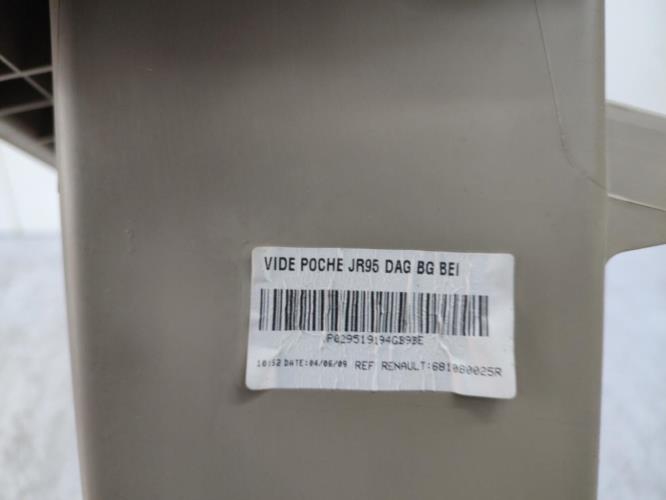 VIDE POCHE JR95 DAG BG BEI
P029519194GB9BE
10:52 DATE:04/06/09 REF RENAULT:681080025R